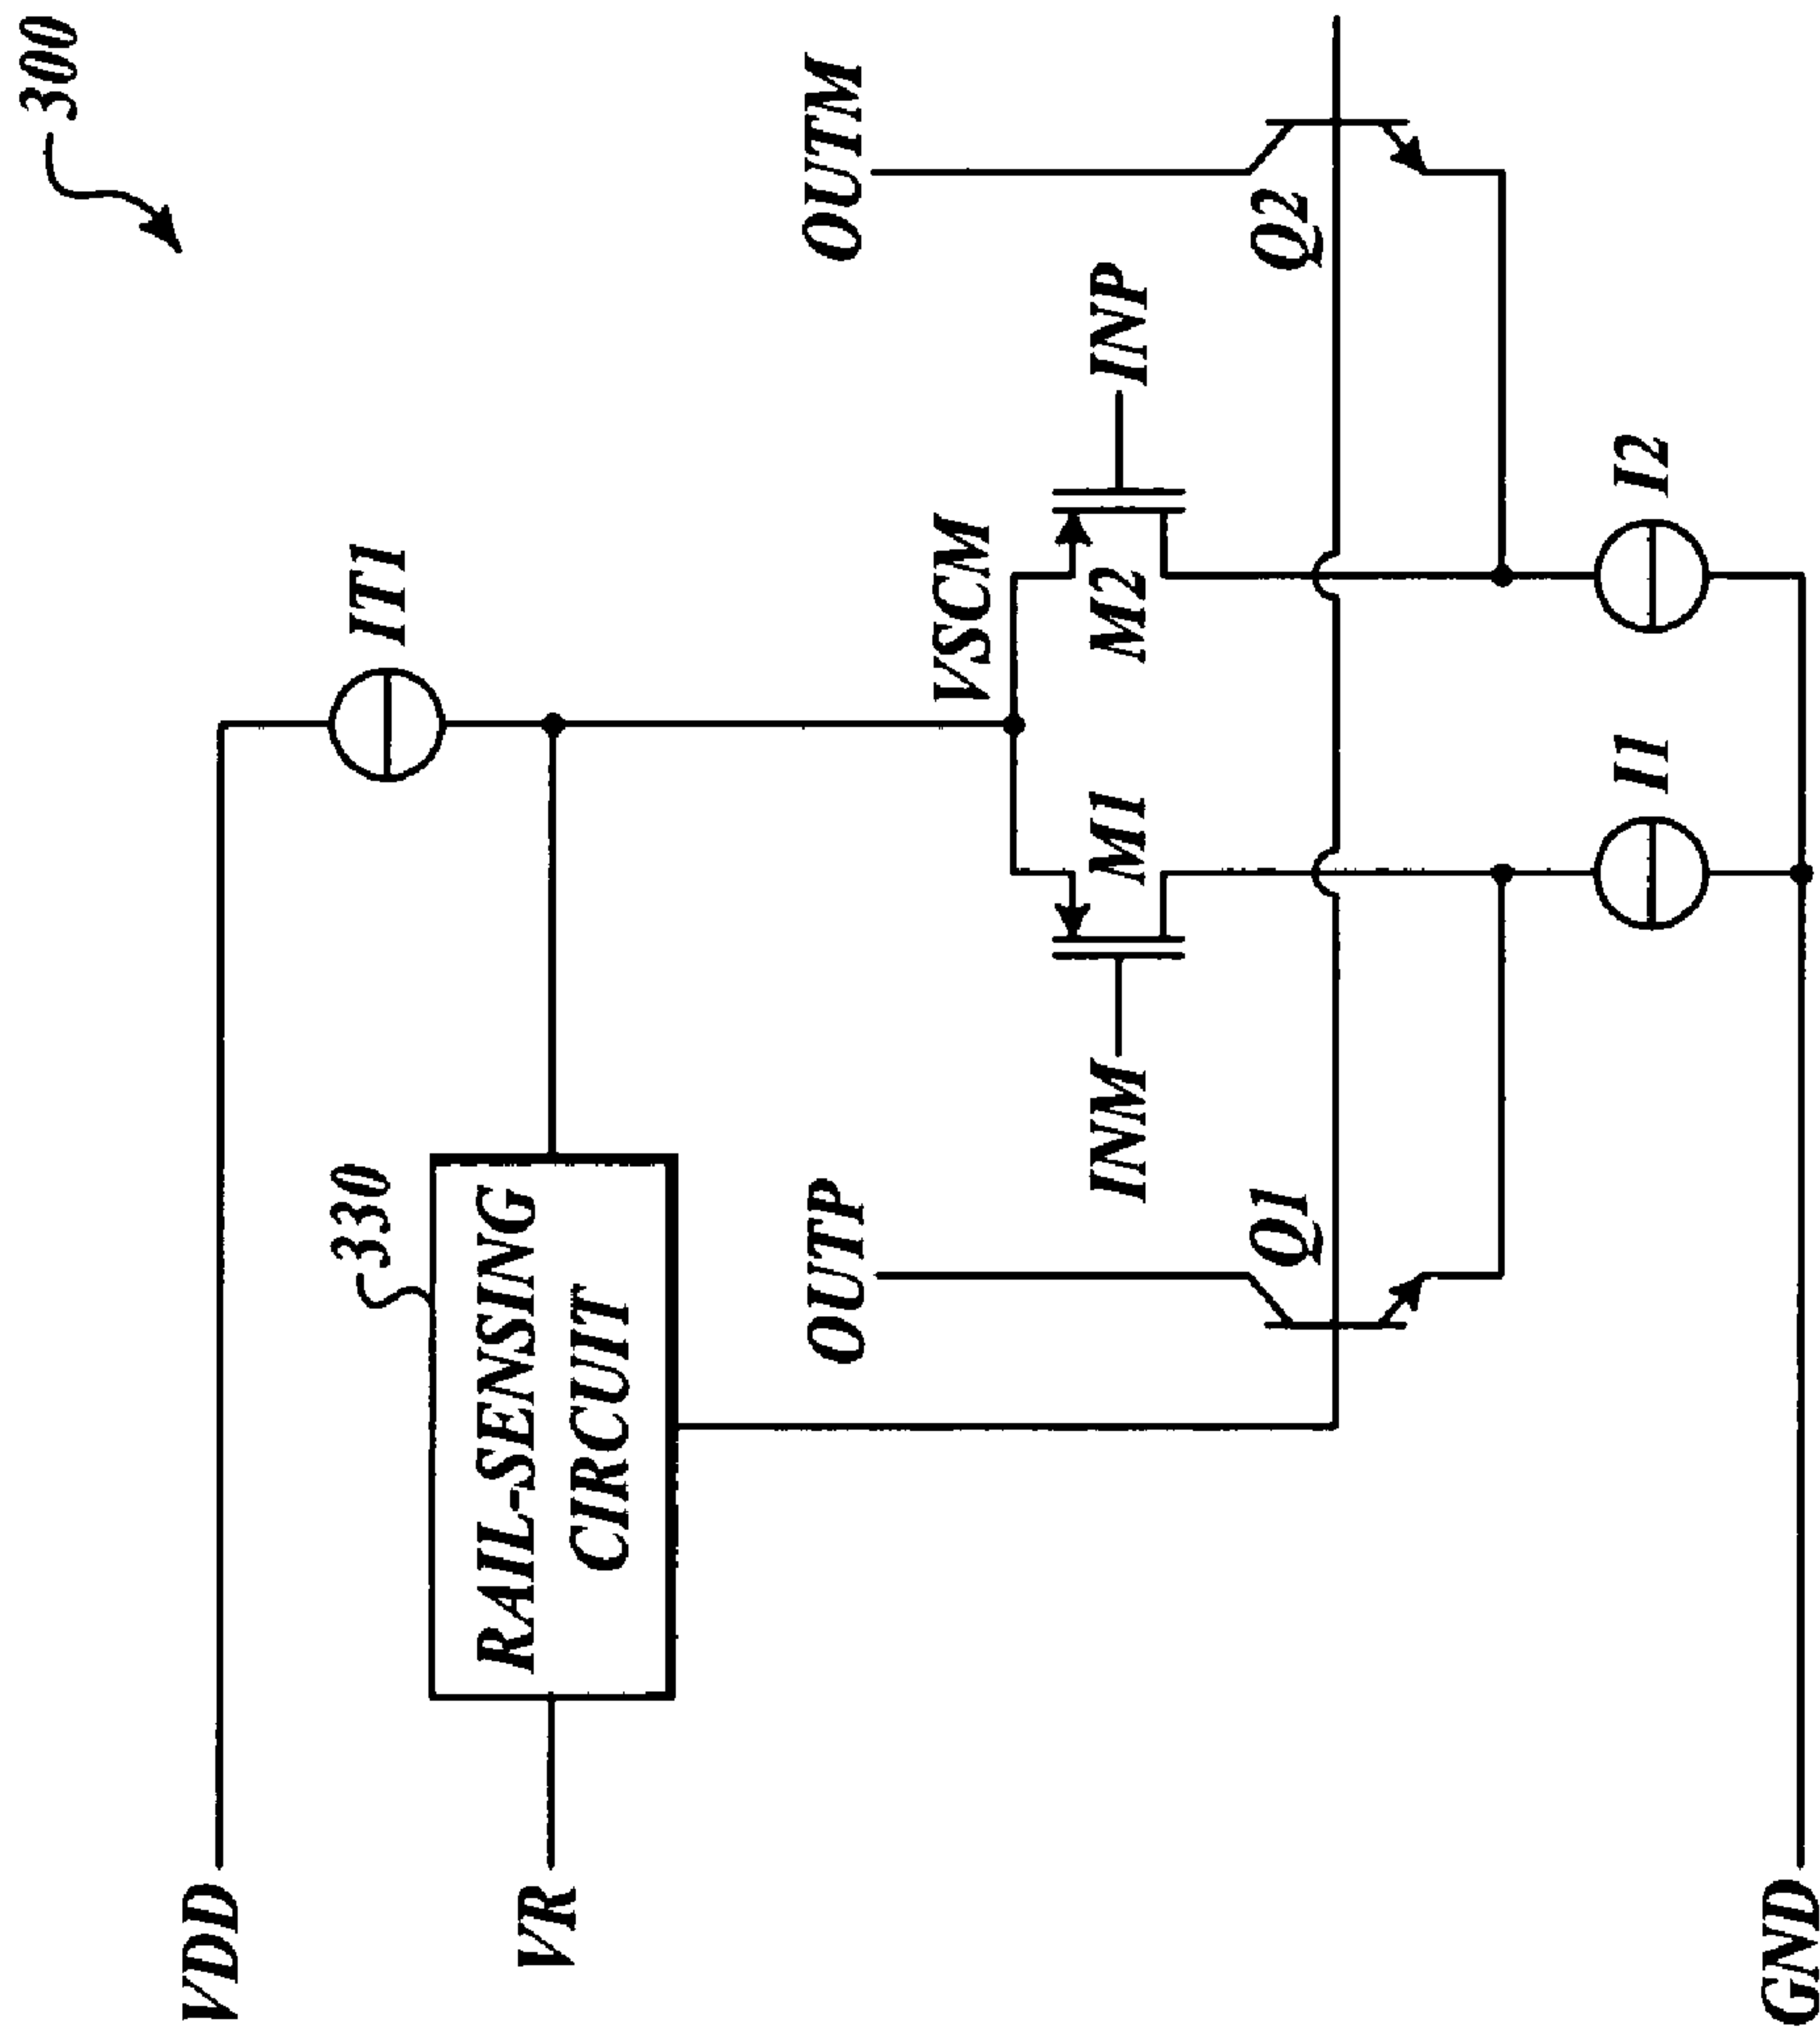 300
VDD
IT1
330
RAIL-SENSING
CIRCUIT
VR
VSCM
OUTP
OUTM
INM
M1
M2
INP
Q1
Q2
I1
I2
GND